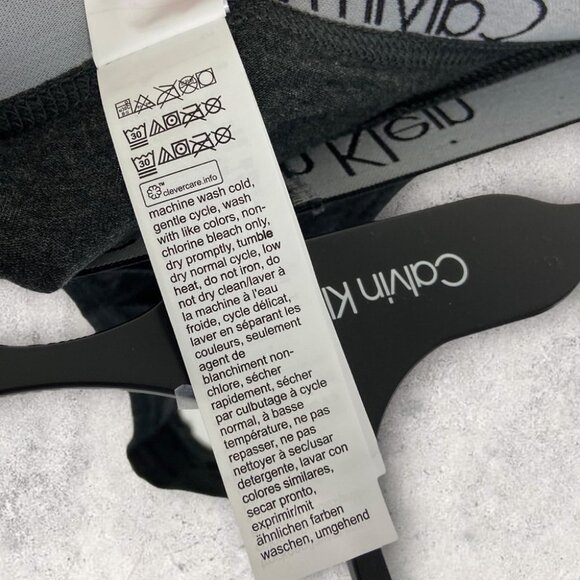 Calvin
Klein
30
30
clevercare.info
machine wash cold,
gentle cycle, wash
with like colors, non-
chlorine bleach only,
dry promptly, tumble
dry normal cycle, low
heat, do not iron, do
not dry clean/laver à
la machine à l'eau
froide, cycle délicat,
laver en séparant les
couleurs, seulement
agent de
blanchiment non-
chlore, sécher
rapidement, sécher
par culbutage à cycle
normal, à basse
température, ne pas
repasser, ne pas
nettoyer à sec/usar
detergente, lavar con
colores similares,
secar pronto,
exprimir/mit
ähnlichen farben
waschen, umgehend
Calvin Kl